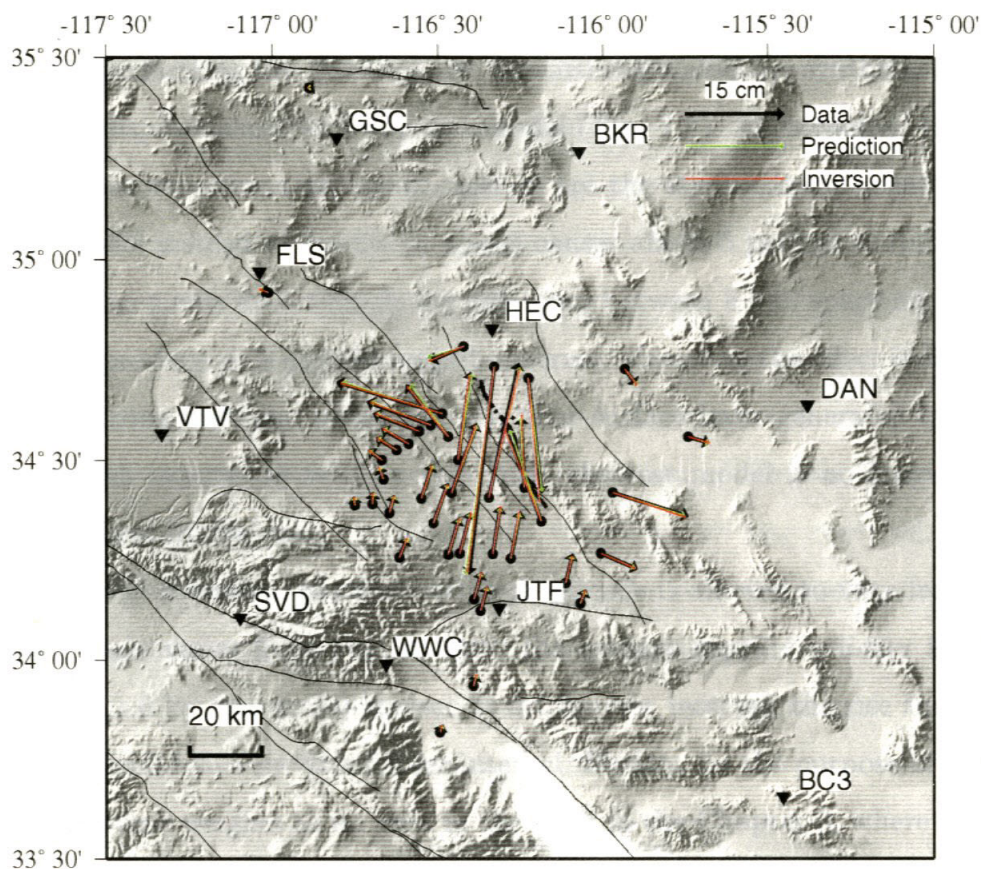 -117° 30' -117° 00' -116° 30' -116° 00' -115° 30' -115° 00'
35° 30'
15 cm
GSC
BKR
Data
Prediction
Inversion
35° 00'
FLS
HEC
DAN
VTV
34° 30'
SVD
JTF
WWC
34° 00'
20 km
BC3
33° 30'